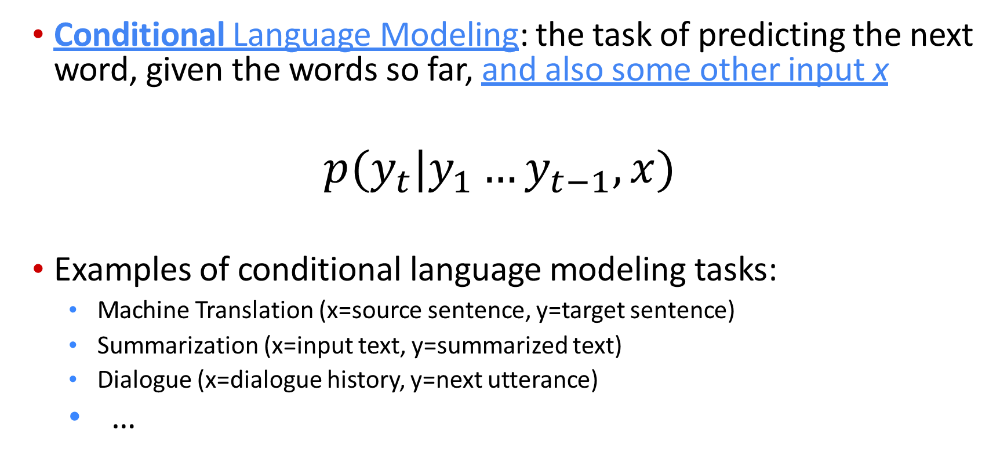 • Conditional Language Modeling: the task of predicting the next
word, given the words so far, and also some other input x
p(y_t|y_1 … y_{t−1}, x)
• Examples of conditional language modeling tasks:
• Machine Translation (x=source sentence, y=target sentence)
• Summarization (x=input text, y=summarized text)
• Dialogue (x=dialogue history, y=next utterance)
• …